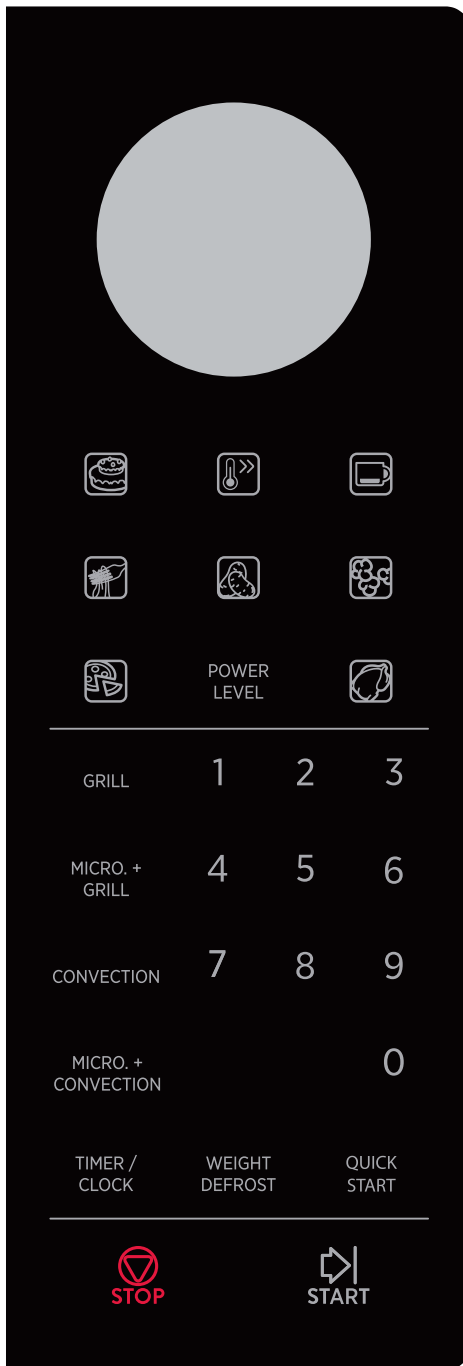 POWER
LEVEL
GRILL
1 2 3
MICRO. +
GRILL
4 5 6
CONVECTION
7 8 9
MICRO. +
CONVECTION
0
TIMER /
CLOCK
WEIGHT
DEFROST
QUICK
START
STOP
START